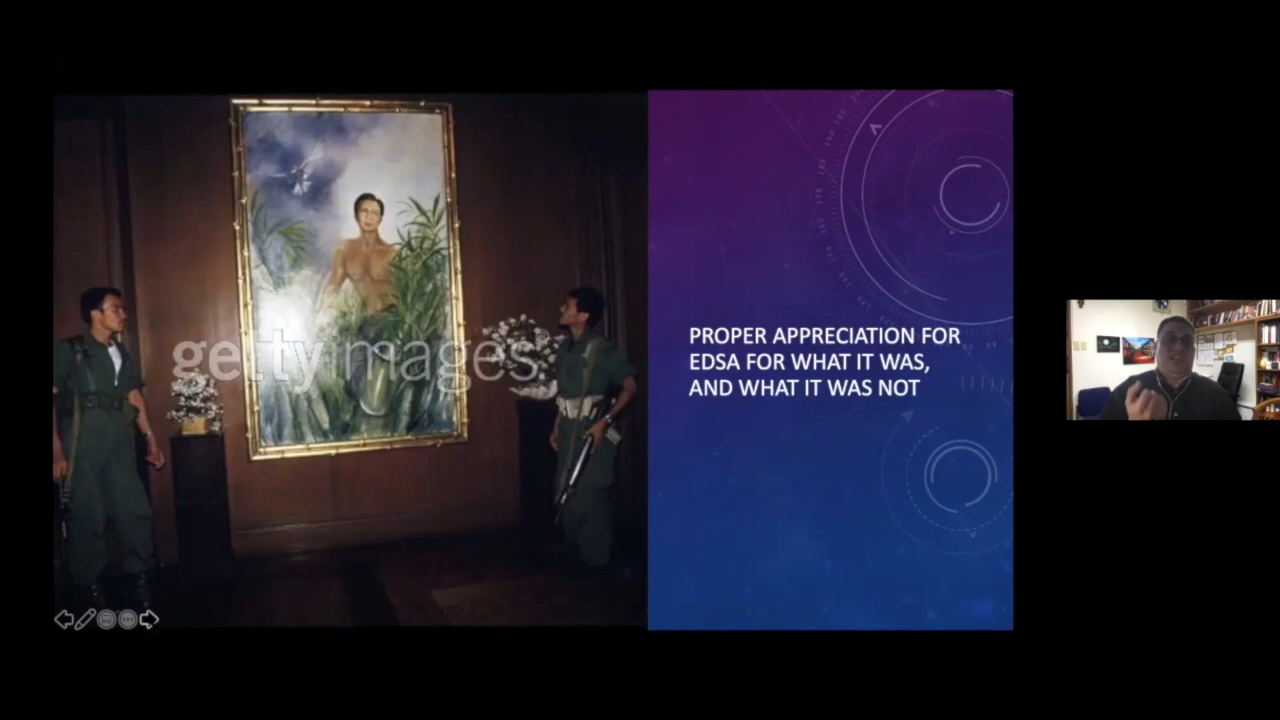 gettyimages
PROPER APPRECIATION FOR
EDSA FOR WHAT IT WAS,
AND WHAT IT WAS NOT